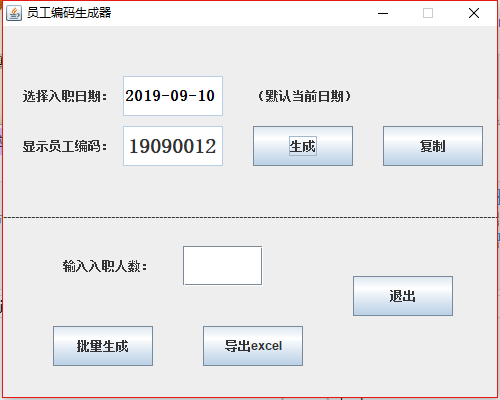 员工编码生成器
选择入职日期： 2019-09-10 （默认当前日期）
显示员工编码： 19090012 生成 复制
输入入职人数：
退出
批量生成 导出excel